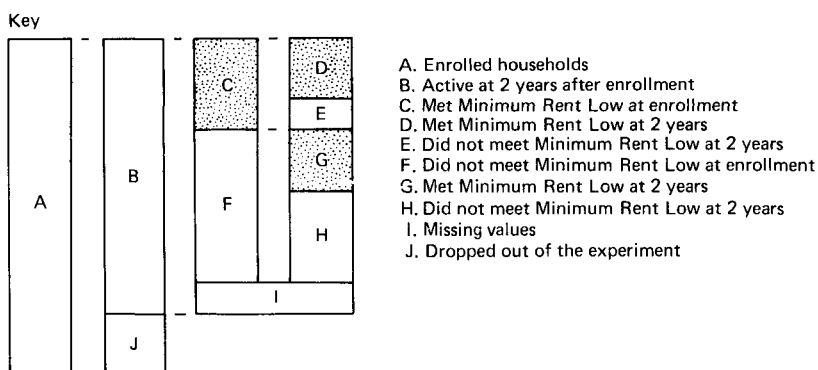 Key
A
B
C
D
E
F
G
H
I
J
A. Enrolled households
B. Active at 2 years after enrollment
C. Met Minimum Rent Low at enrollment
D. Met Minimum Rent Low at 2 years
E. Did not meet Minimum Rent Low at 2 years
F. Did not meet Minimum Rent Low at enrollment
G. Met Minimum Rent Low at 2 years
H. Did not meet Minimum Rent Low at 2 years
I. Missing values
J. Dropped out of the experiment